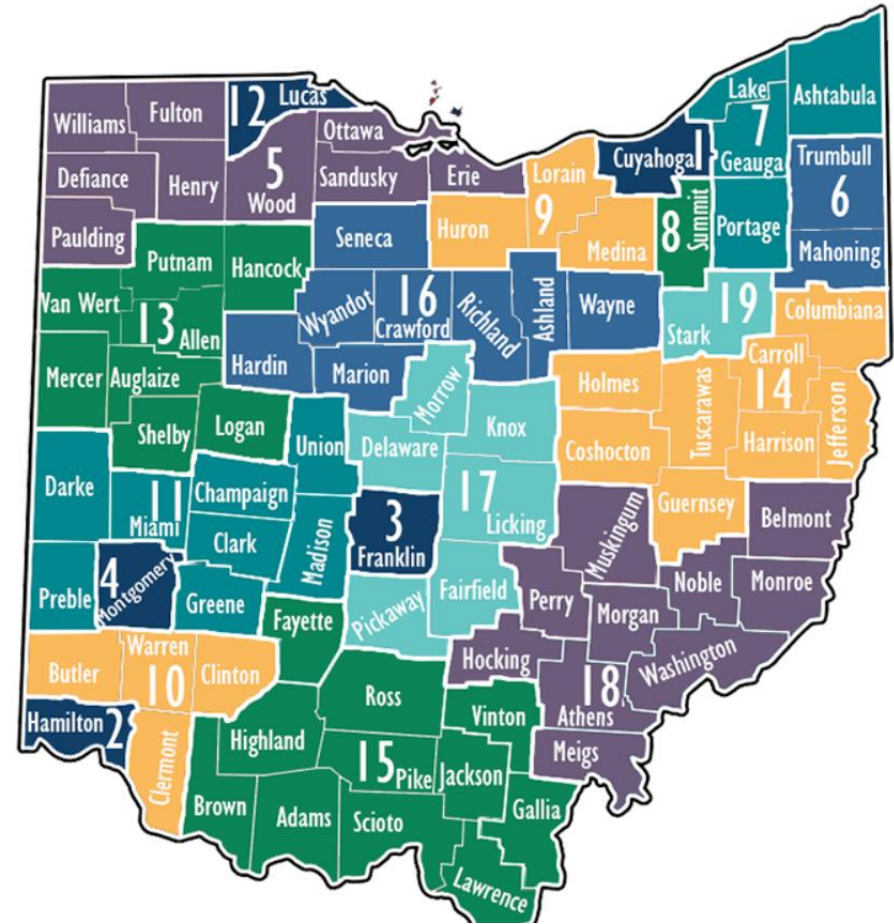 Lake
Ashtabula
12 Lucas
Williams
Fulton
Ottawa
7
Geauga
Cuyahoga 1
Trumbull
6
Mahoning
Defiance
Henry
5
Wood
Sandusky
Erie
Lorain
9
Huron
Medina
8
Summit
Portage
Paulding
Putnam
Hancock
Seneca
Van Wert
13
Allen
Wyandot
16
Crawford
Richland
Ashland
Wayne
19
Stark
Columbiana
Mercer
Auglaize
Hardin
Marion
Morrow
Holmes
Tuscarawas
Carroll
14
Harrison
Jefferson
Shelby
Logan
Union
Delaware
Knox
Coshocton
Darke
11
Miami
Champaign
Clark
Madison
3
Franklin
17
Licking
Muskingum
Guernsey
Belmont
Preble
4
Montgomery
Greene
Fayette
Pickaway
Fairfield
Perry
Morgan
Noble
Monroe
Butler
Warren
10
Clinton
Hocking
18
Athens
Washington
Hamilton 2
Clermont
Highland
Ross
Vinton
Meigs
Brown
Adams
15
Pike
Scioto
Jackson
Gallia
Lawrence